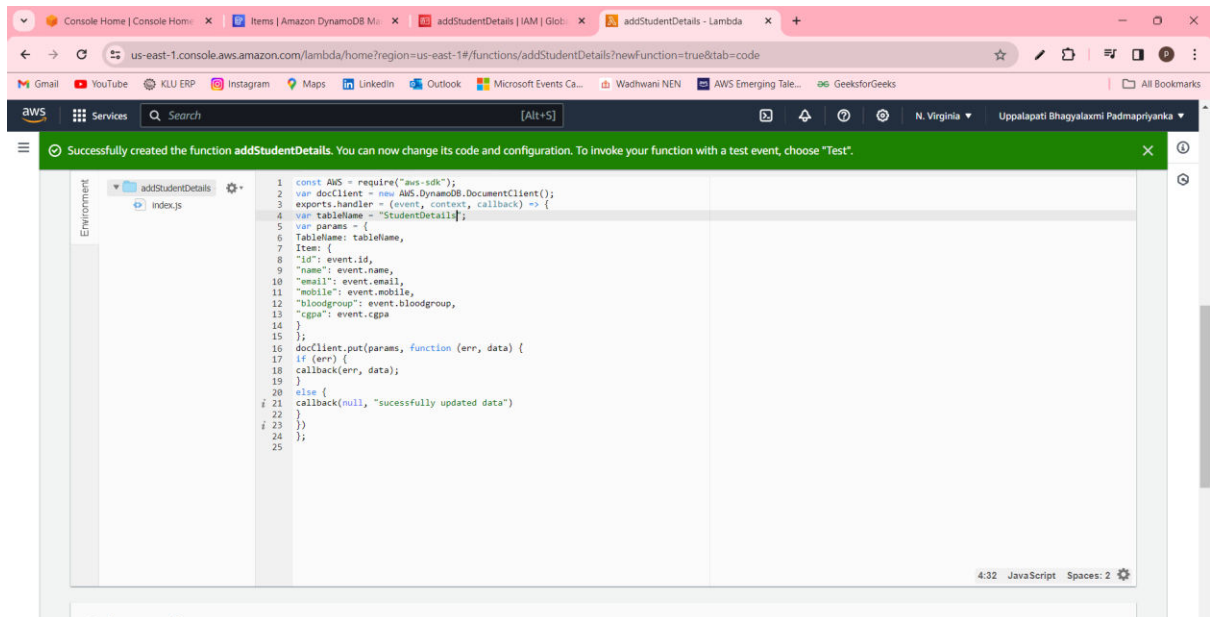 Console Home | Console Home
Items | Amazon DynamoDB Ma
addStudentDetails | IAM | Glob
addStudentDetails - Lambda
us-east-1.console.aws.amazon.com/lambda/home?region=us-east-1#/functions/addStudentDetails?newFunction=true&tab=code
P
Gmail YouTube KLU ERP Instagram Maps LinkedIn Outlook Microsoft Events Ca... Wadhwani NEN AWS Emerging Tale... GeeksforGeeks All Bookmarks
aws Services Search [Alt+S] N. Virginia Uppalapati Bhagyalaxmi Padmapriyanka
Successfully created the function addStudentDetails. You can now change its code and configuration. To invoke your function with a test event, choose "Test".
Environment
addStudentDetails
index.js
1 const AWS = require("aws-sdk");
2 var docClient = new AWS.DynamoDB.DocumentClient();
3 exports.handler = (event, context, callback) => {
4 var tableName = "StudentDetails";
5 var params = {
6 TableName: tableName,
7 Item: {
8 "id": event.id,
9 "name": event.name,
10 "email": event.email,
11 "mobile": event.mobile,
12 "bloodgroup": event.bloodgroup,
13 "cgpa": event.cgpa
14 }
15 };
16 docClient.put(params, function (err, data) {
17 if (err) {
18 callback(err, data);
19 }
20 else {
i 21 callback(null, "sucessfully updated data")
22 }
i 23 })
24 };
25
4:32 JavaScript Spaces: 2